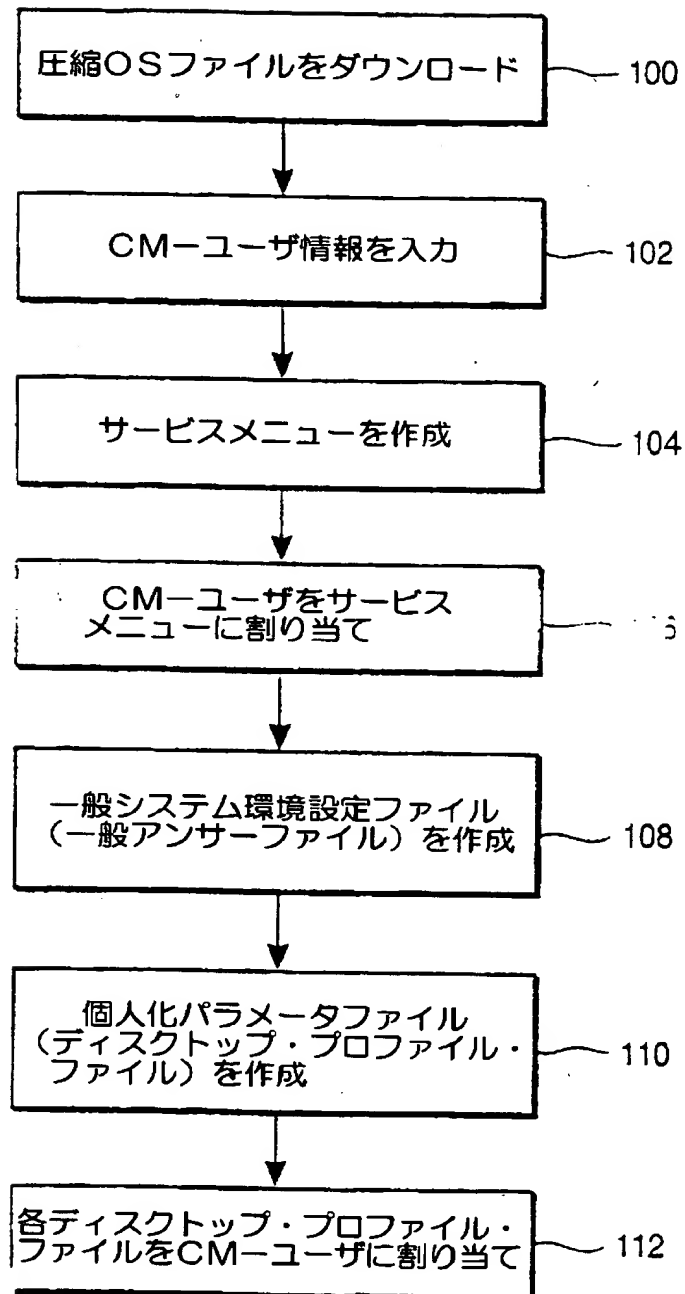 圧縮OSファイルをダウンロード
100
CM-ユーザ情報を入力
102
サービスメニューを作成
104
CM-ユーザをサービス
メニューに割り当て
一般システム環境設定ファイル
(一般アンサーファイル)を作成
108
個人化パラメータファイル
(ディスクトップ・プロファイル・
ファイル)を作成
110
各ディスクトップ・プロファイル・
ファイルをCM-ユーザに割り当て
112